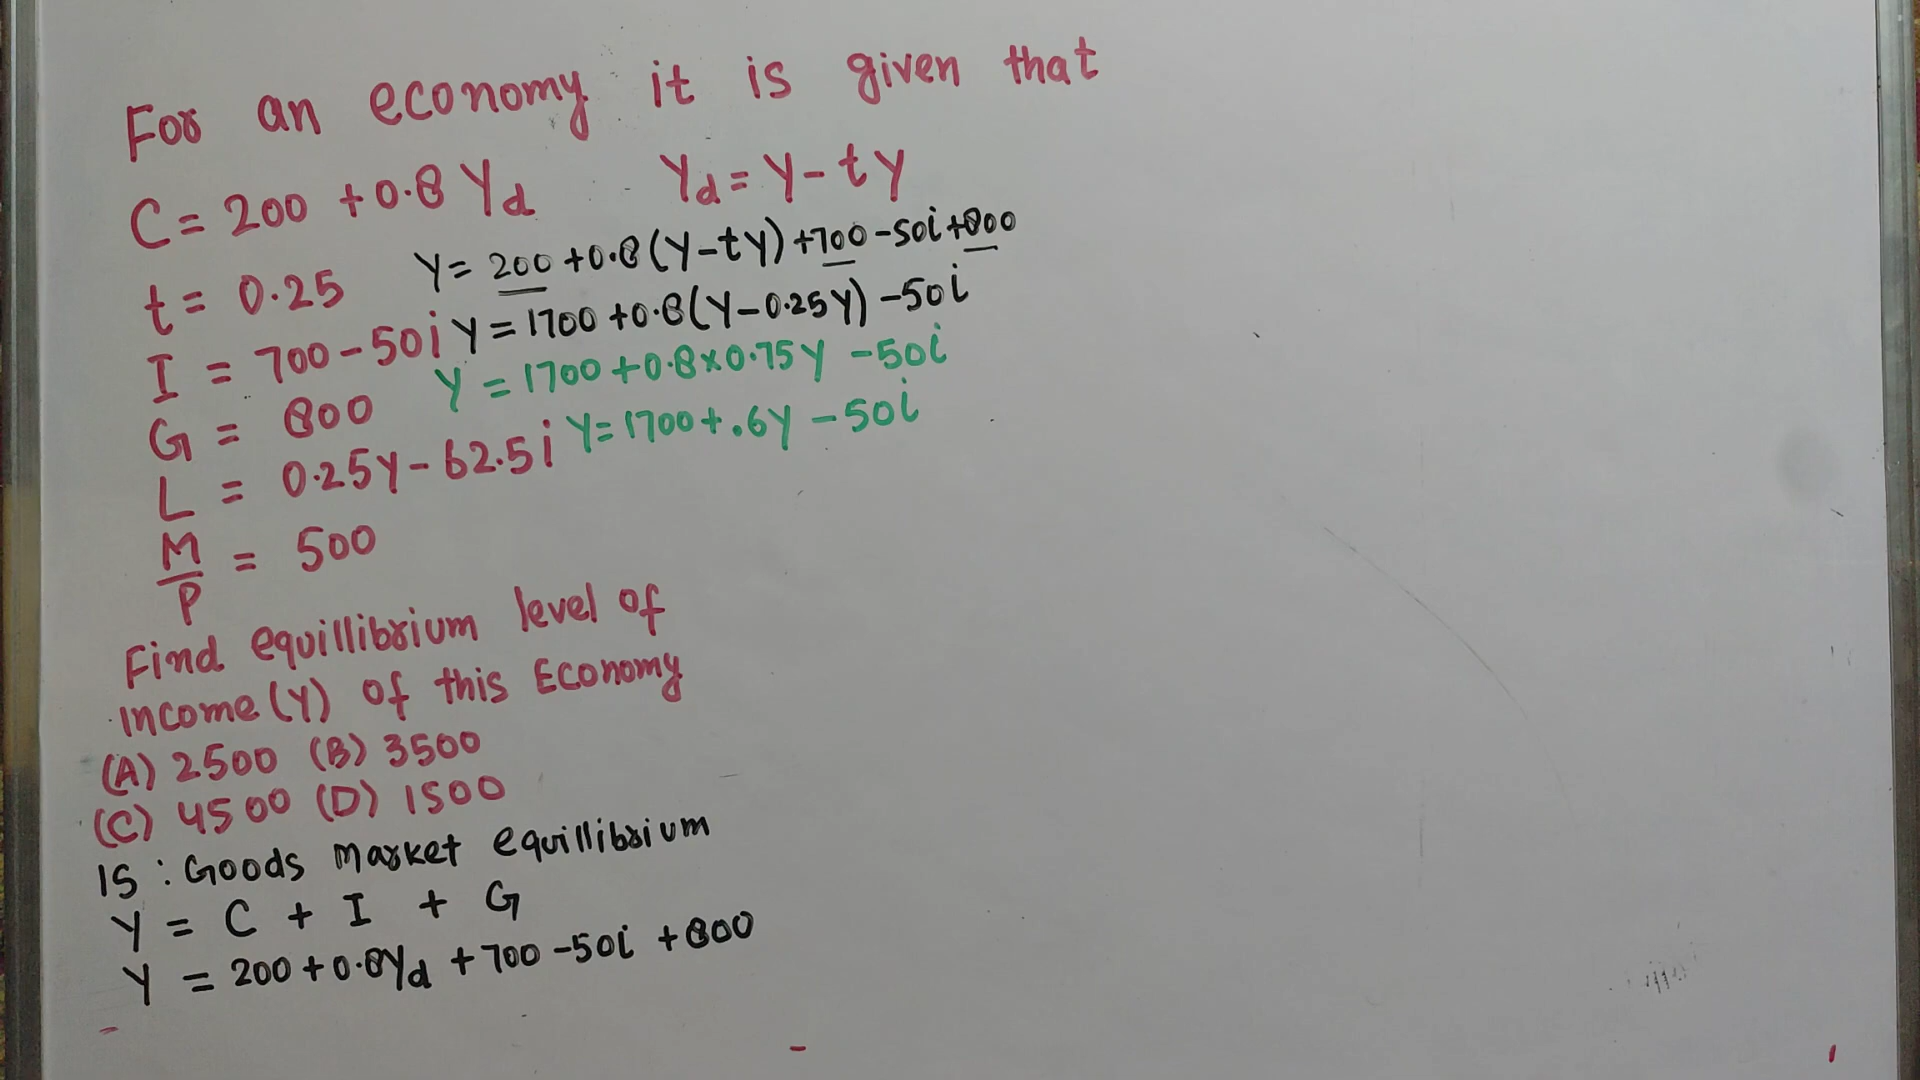 For an economy it is given that
C = 200 + 0.8 Yd Yd = Y - tY
t = 0.25
I = 700 - 50i
G = 800
L = 0.25Y - 62.5i
M/P = 500
Find equillibrium level of
income (Y) of this Economy
(A) 2500 (B) 3500
(C) 4500 (D) 1500
IS : Goods market equillibrium
Y = C + I + G
Y = 200 + 0.8Yd + 700 - 50i + 800
Y = 200 + 0.8(Y - tY) + 700 - 50i + 800
Y = 1700 + 0.8(Y - 0.25Y) - 50i
Y = 1700 + 0.8 × 0.75Y - 50i
Y = 1700 + .6Y - 50i